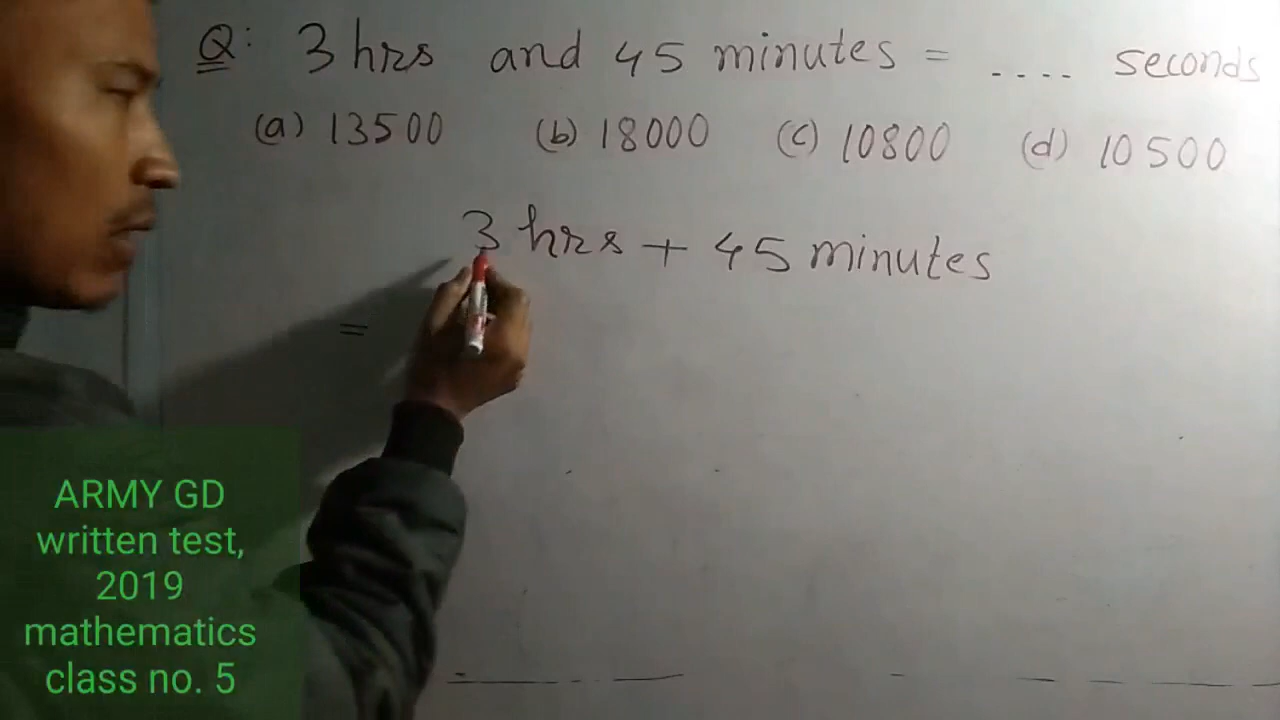 Q: 3 hrs and 45 minutes = .... seconds
(a) 13500 (b) 18000 (c) 10800 (d) 10500
3 hrs + 45 minutes
=
ARMY GD
written test,
2019
mathematics
class no. 5